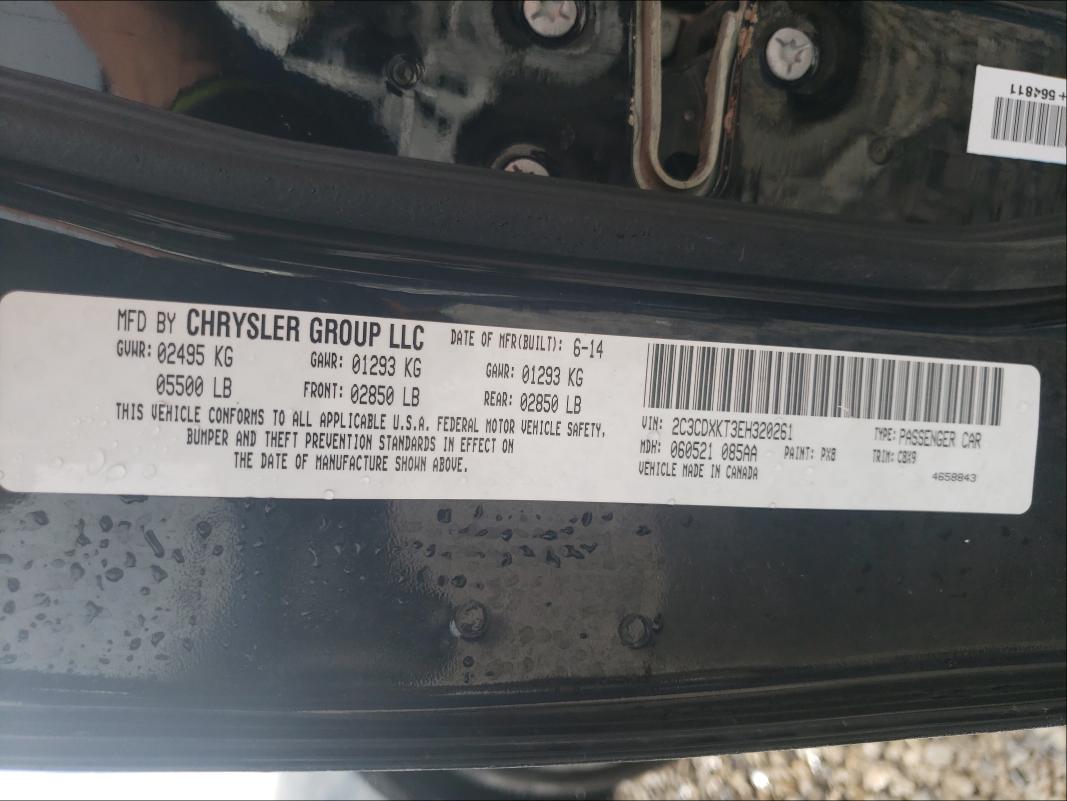 + 564811
MFD BY CHRYSLER GROUP LLC DATE OF MFR(BUILT): 6-14
GVWR: 02495 KG GAWR: 01293 KG GAWR: 01293 KG
05500 LB FRONT: 02850 LB REAR: 02850 LB
THIS VEHICLE CONFORMS TO ALL APPLICABLE U.S.A. FEDERAL MOTOR VEHICLE SAFETY,
BUMPER AND THEFT PREVENTION STANDARDS IN EFFECT ON
THE DATE OF MANUFACTURE SHOWN ABOVE.
VIN: 2C3CDXKT3EH320261 TYPE: PASSENGER CAR
MDH: 060521 085AA PAINT: PX8 TRIM: CBX9
VEHICLE MADE IN CANADA 4658843